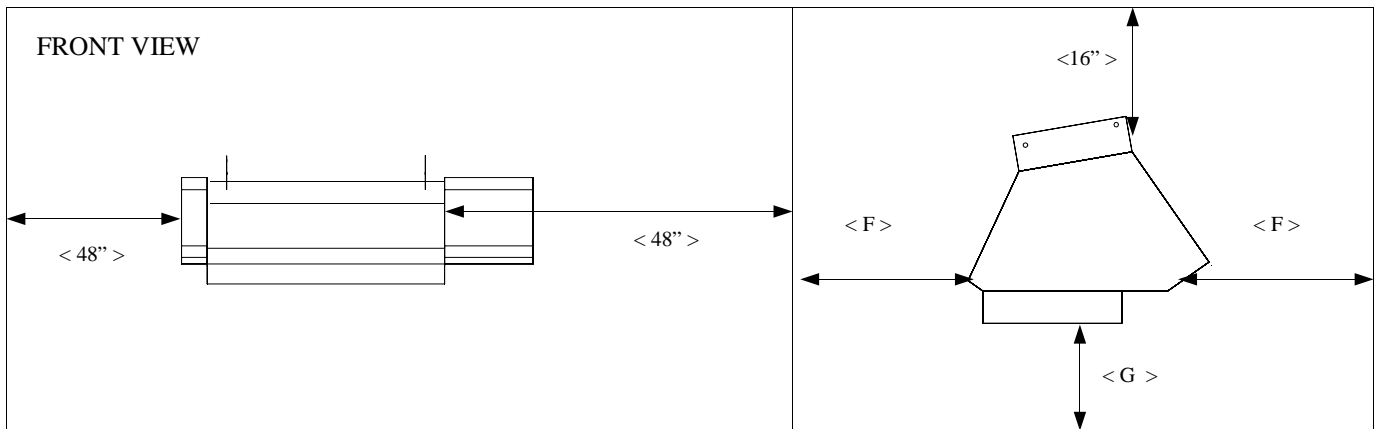 FRONT VIEW
< 48” >
< 48” >
<16” >
< F >
< F >
< G >